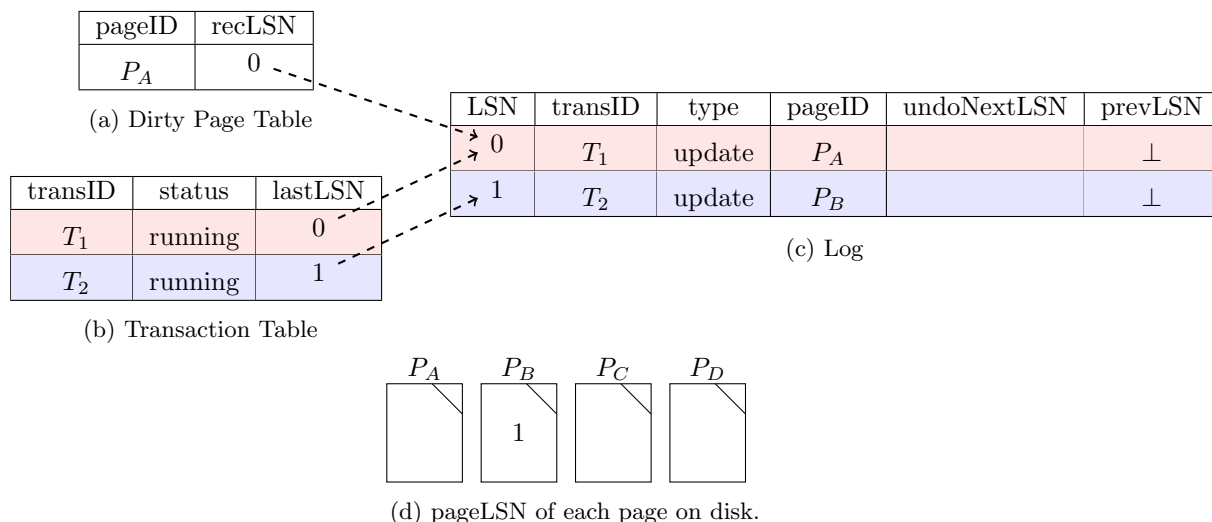 pageID recLSN
P_A 0
(a) Dirty Page Table
transID status lastLSN
T_1 running 0
T_2 running 1
(b) Transaction Table
LSN transID type pageID undoNextLSN prevLSN
0 T_1 update P_A ⊥
1 T_2 update P_B ⊥
(c) Log
P_A P_B P_C P_D
1
(d) pageLSN of each page on disk.